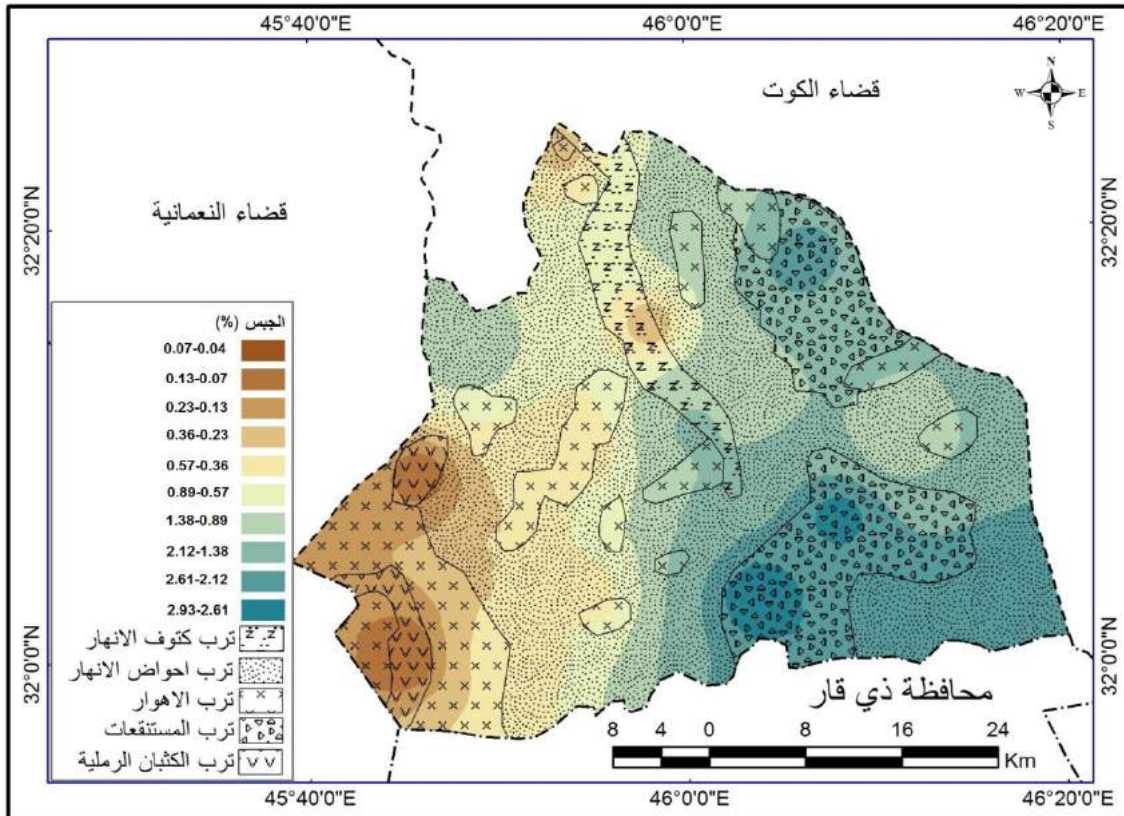 45°40'0"E 46°0'0"E 46°20'0"E
N
W E
S
قضاء الكوت
قضاء النعمانية
32°20'0"N 32°20'0"N
الجبس (%)
0.07-0.04
0.13-0.07
0.23-0.13
0.36-0.23
0.57-0.36
0.89-0.57
1.38-0.89
2.12-1.38
2.61-2.12
2.93-2.61
ترب كتوف الانهار
ترب احواض الانهار
ترب الاهوار
ترب المستنقعات
ترب الكثبان الرملية
32°0'0"N 32°0'0"N
محافظة ذي قار
8 4 0 8 16 24
Km
45°40'0"E 46°0'0"E 46°20'0"E